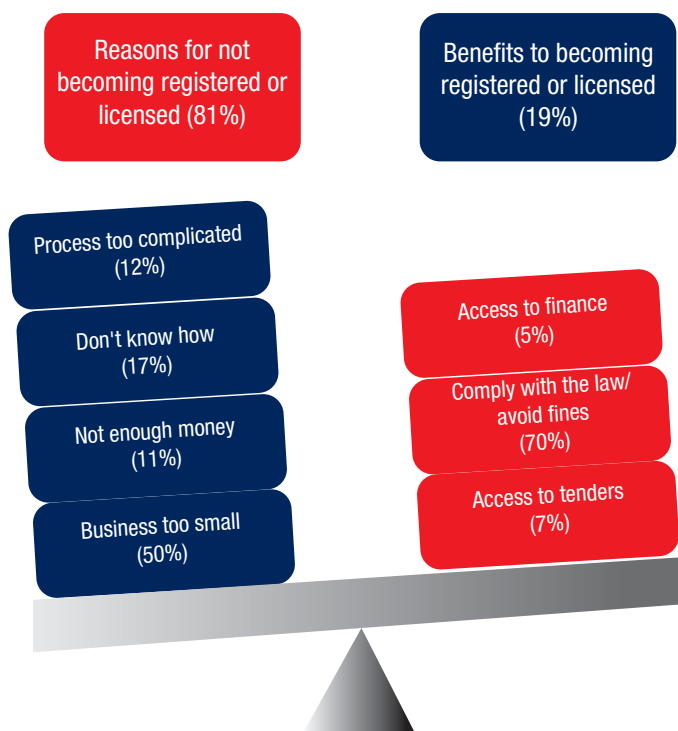 Reasons for not
becoming registered or
licensed (81%)
Benefits to becoming
registered or licensed
(19%)
Process too complicated
(12%)
Don't know how
(17%)
Not enough money
(11%)
Business too small
(50%)
Access to finance
(5%)
Comply with the law/
avoid fines
(70%)
Access to tenders
(7%)